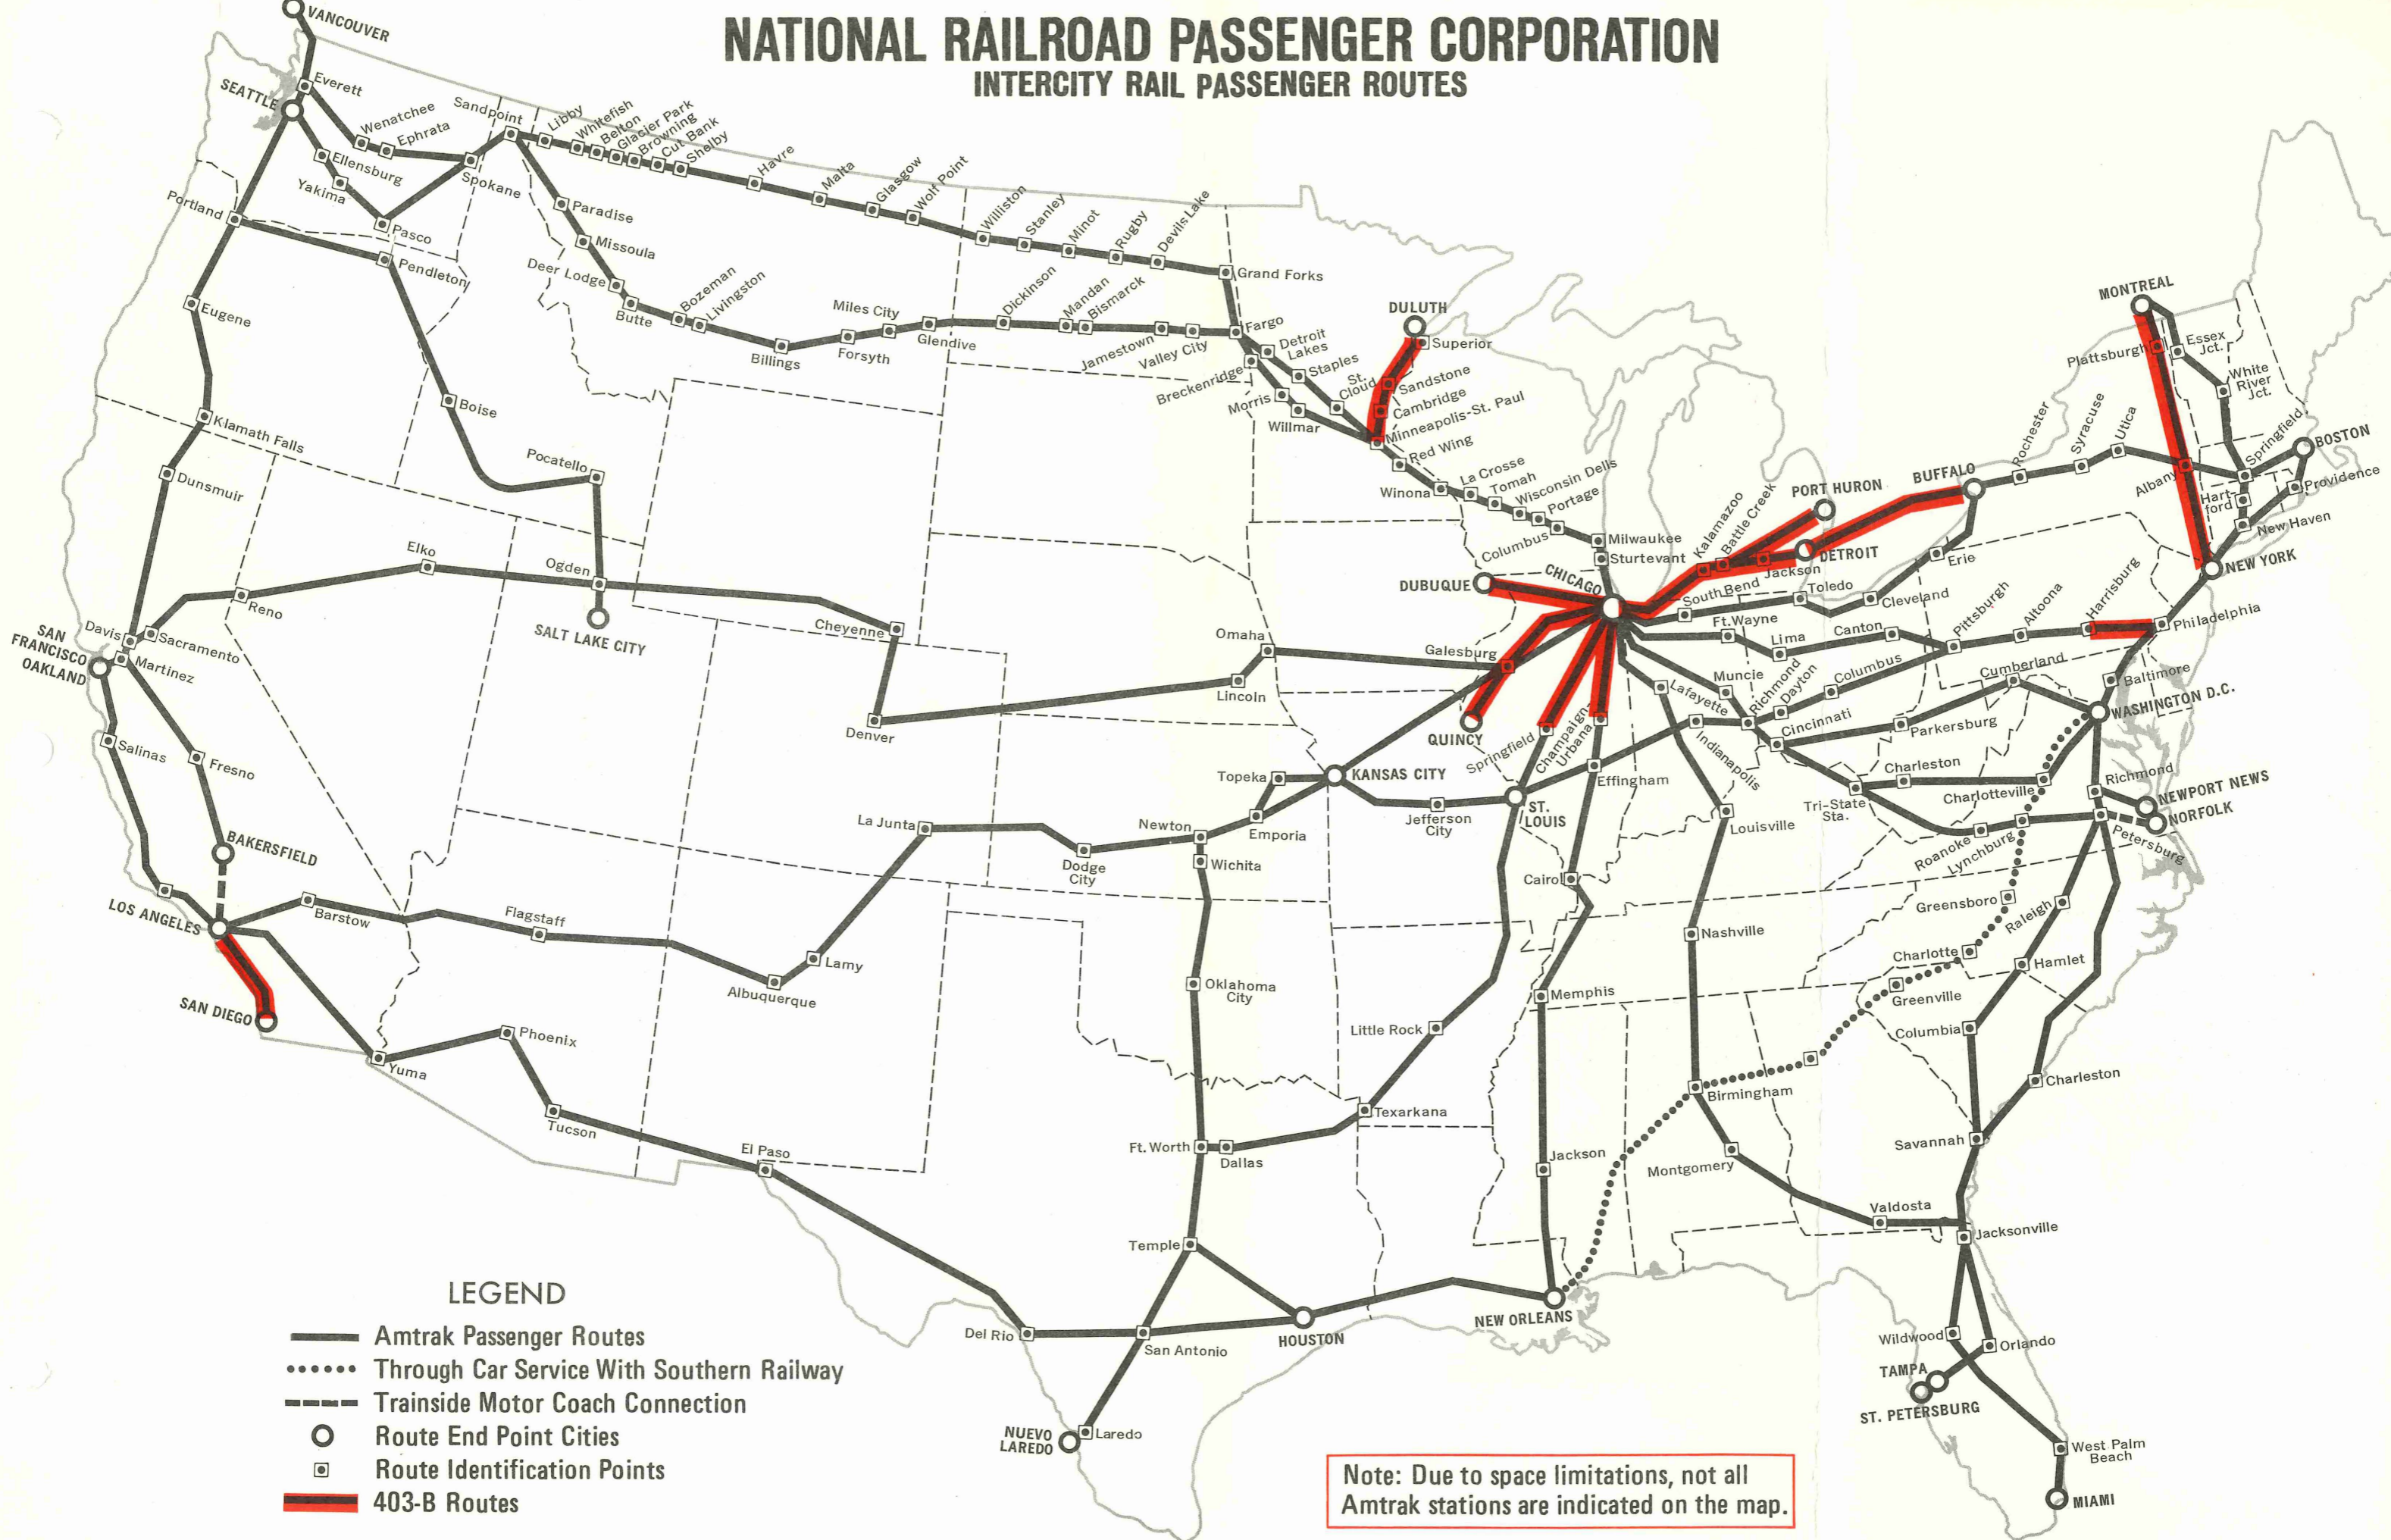 NATIONAL RAILROAD PASSENGER CORPORATION
INTERCITY RAIL PASSENGER ROUTES
VANCOUVER
Everett
SEATTLE
Wenatchee
Ephrata
Ellensburg
Yakima
Pasco
Spokane
Sandpoint
Libby
Whitefish
Belton
Glacier Park
Browning
Cut Bank
Shelby
Havre
Malta
Glasgow
Wolf Point
Williston
Stanley
Minot
Rugby
Devils Lake
Grand Forks
Portland
Pendleton
Paradise
Missoula
Deer Lodge
Butte
Bozeman
Livingston
Billings
Forsyth
Miles City
Glendive
Dickinson
Mandan
Bismarck
Jamestown
Valley City
Fargo
Detroit
Lakes
Staples
St.
Cloud
Breckenridge
Morris
Willmar
DULUTH
Superior
Sandstone
Cambridge
Minneapolis-St. Paul
Red Wing
Winona
La Crosse
Tomah
Wisconsin Dells
Portage
Columbus
Milwaukee
Sturtevant
Eugene
Klamath Falls
Dunsmuir
Boise
Pocatello
Ogden
SALT LAKE CITY
Elko
Reno
Davis
Sacramento
Martinez
SAN
FRANCISCO
OAKLAND
Salinas
Fresno
BAKERSFIELD
LOS ANGELES
SAN DIEGO
Barstow
Flagstaff
Albuquerque
Lamy
La Junta
Dodge
City
Newton
Wichita
Emporia
Topeka
KANSAS CITY
Cheyenne
Denver
Lincoln
Omaha
Galesburg
DUBUQUE
CHICAGO
QUINCY
Springfield
Champaign-
Urbana
Effingham
ST.
LOUIS
Jefferson
City
Cairo
Kalamazoo
Battle Creek
PORT HURON
Jackson
DETROIT
South Bend
Toledo
Cleveland
Erie
BUFFALO
Rochester
Syracuse
Utica
Albany
MONTREAL
Plattsburgh
Essex
Jct.
White
River
Jct.
Springfield
BOSTON
Providence
Hart-
ford
New Haven
NEW YORK
Philadelphia
Harrisburg
Altoona
Pittsburgh
Canton
Lima
Ft.Wayne
Columbus
Dayton
Richmond
Muncie
Lafayette
Indianapolis
Cincinnati
Cumberland
Parkersburg
Baltimore
WASHINGTON D.C.
Louisville
Tri-State
Sta.
Charleston
Charlotteville
Richmond
NEWPORT NEWS
NORFOLK
Petersburg
Roanoke
Lynchburg
Greensboro
Raleigh
Charlotte
Hamlet
Greenville
Columbia
Charleston
Savannah
Nashville
Birmingham
Montgomery
Valdosta
Jacksonville
Wildwood
Orlando
TAMPA
ST. PETERSBURG
West Palm
Beach
MIAMI
Memphis
Little Rock
Texarkana
Jackson
NEW ORLEANS
Oklahoma
City
Ft. Worth
Dallas
Temple
HOUSTON
San Antonio
Del Rio
NUEVO
LAREDO
Laredo
El Paso
Tucson
Phoenix
Yuma
LEGEND
Amtrak Passenger Routes
Through Car Service With Southern Railway
Trainside Motor Coach Connection
Route End Point Cities
Route Identification Points
403-B Routes
Note: Due to space limitations, not all
Amtrak stations are indicated on the map.